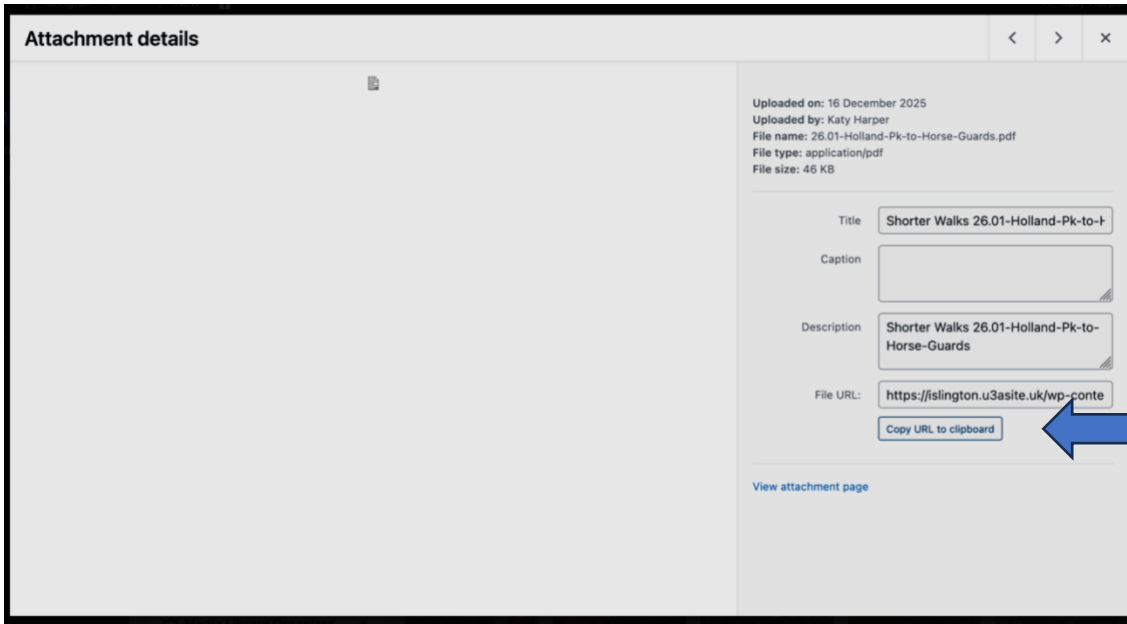 Attachment details
Uploaded on: 16 December 2025
Uploaded by: Katy Harper
File name: 26.01-Holland-Pk-to-Horse-Guards.pdf
File type: application/pdf
File size: 46 KB
Title
Shorter Walks 26.01-Holland-Pk-to-H
Caption
Description
Shorter Walks 26.01-Holland-Pk-to-
Horse-Guards
File URL:
https://islington.u3asite.uk/wp-conte
Copy URL to clipboard
View attachment page